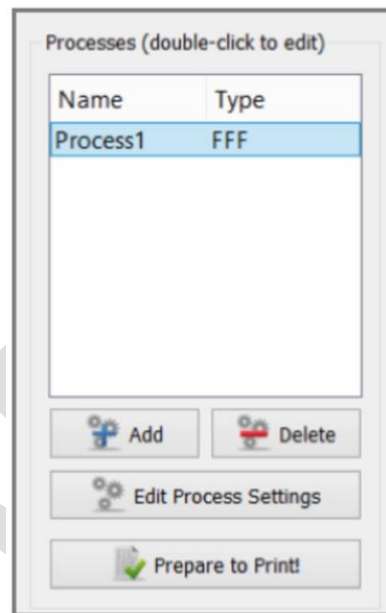 Processes (double-click to edit)
Name Type
Process1 FFF
Add Delete
Edit Process Settings
Prepare to Print!